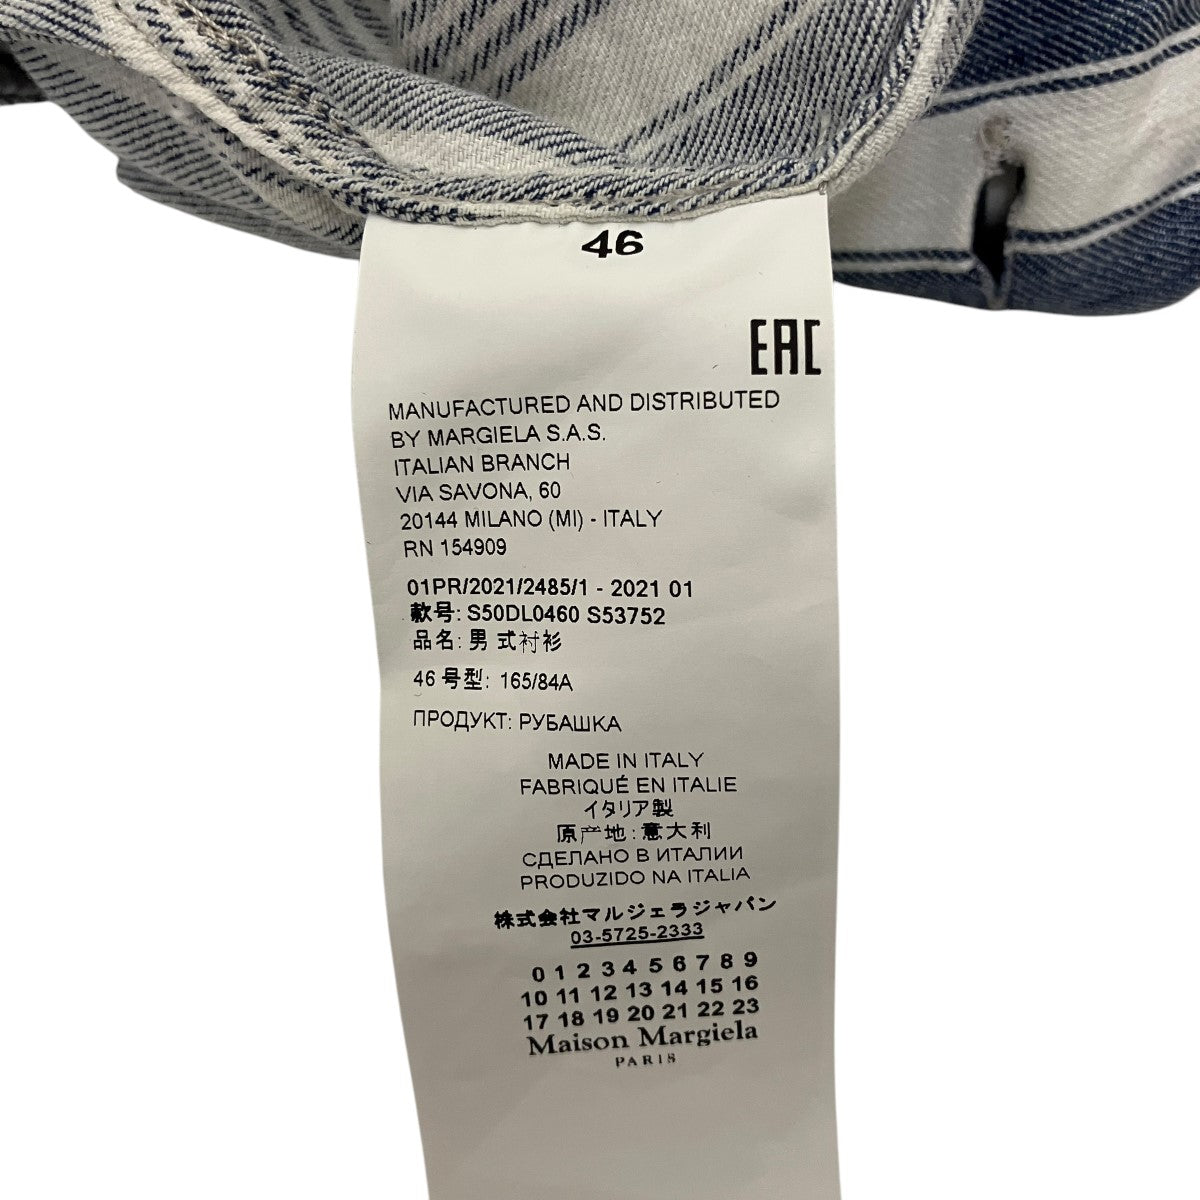 46
EAC
MANUFACTURED AND DISTRIBUTED
BY MARGIELA S.A.S.
ITALIAN BRANCH
VIA SAVONA, 60
20144 MILANO (MI) - ITALY
RN 154909
01PR/2021/2485/1 - 2021 01
款号: S50DL0460 S53752
品名: 男式衬衫
46 号型: 165/84A
ПРОДУКТ: РУБАШКА
MADE IN ITALY
FABRIQUÉ EN ITALIE
イタリア製
原产地: 意大利
СДЕЛАНО В ИТАЛИИ
PRODUZIDO NA ITALIA
株式会社マルジェラジャパン
03-5725-2333
0 1 2 3 4 5 6 7 8 9
10 11 12 13 14 15 16
17 18 19 20 21 22 23
Maison Margiela
PARIS